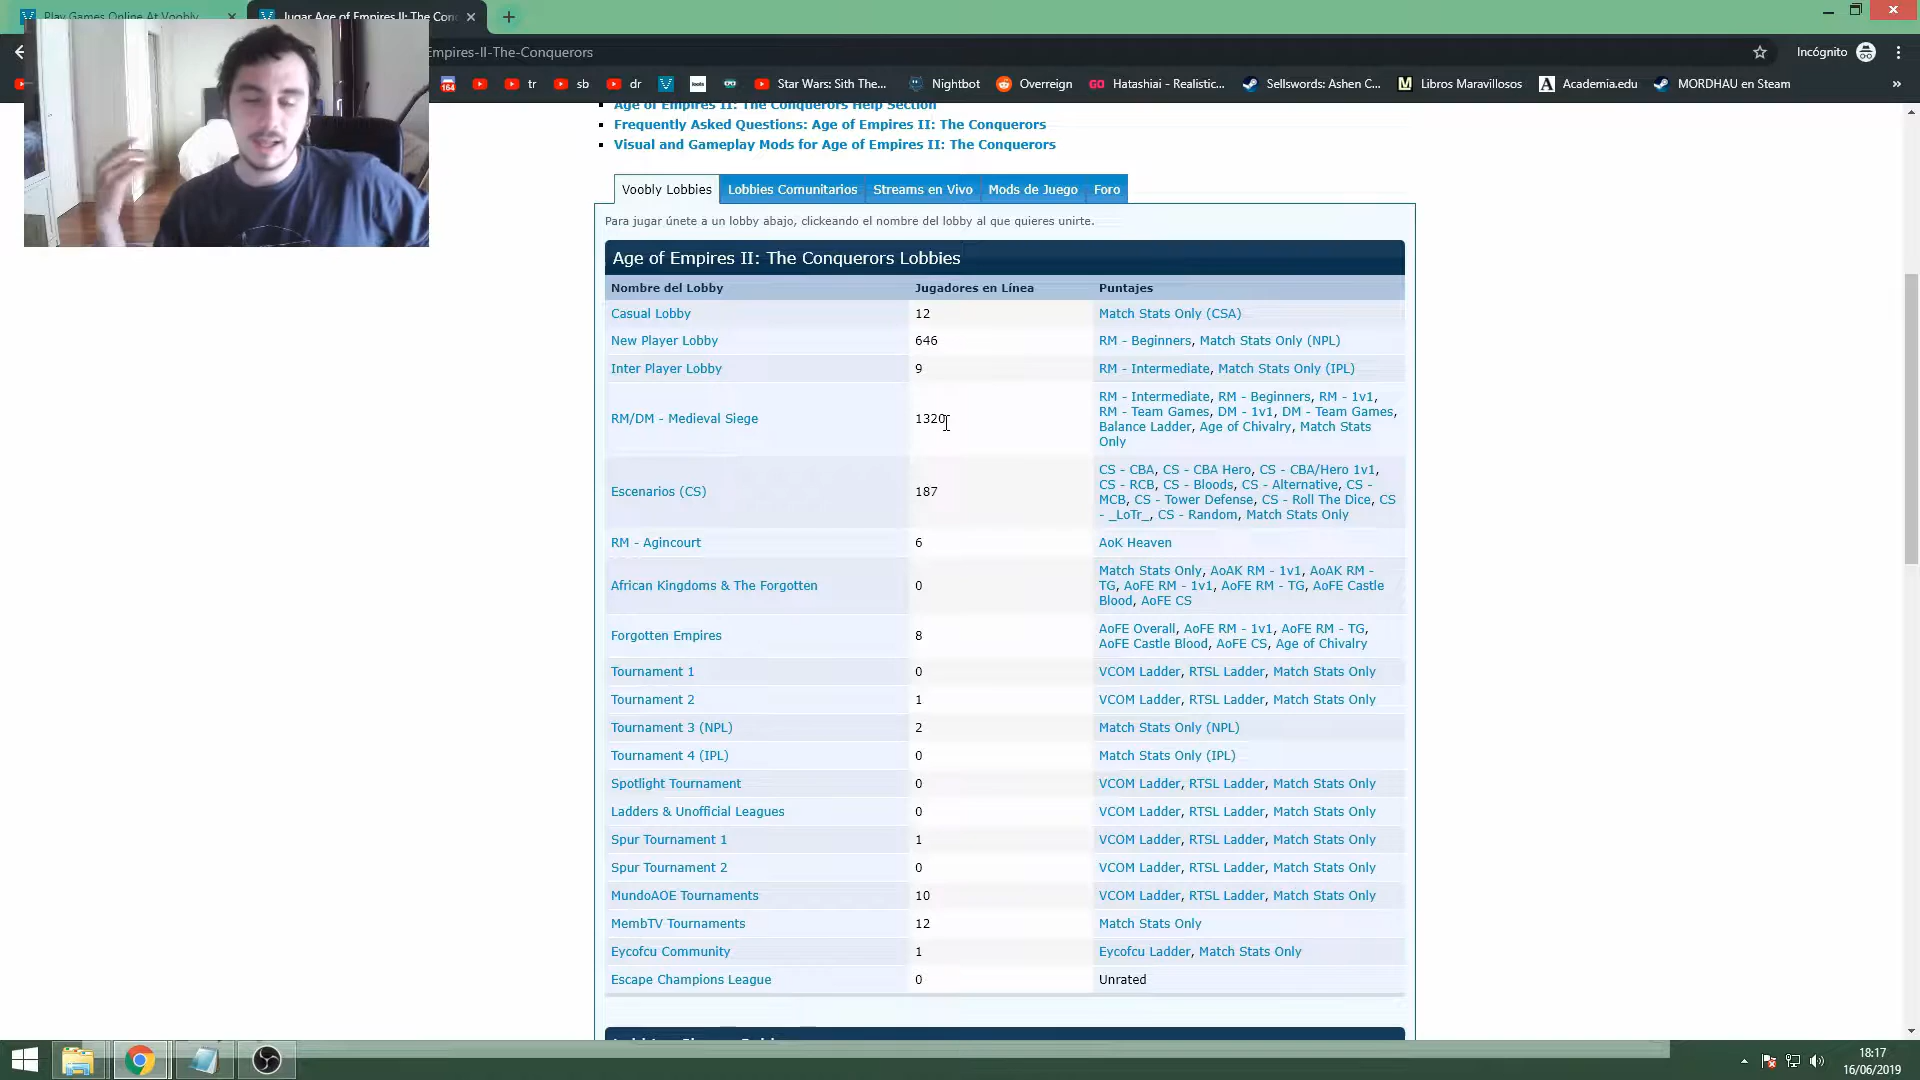 Play Games Online At Voobly
Jugar Age of Empires II: The Con
Empires-II-The-Conquerors
Incógnito
164
tr
sb
dr
Star Wars: Sith The...
Nightbot
Overreign
GO
Hatashiai - Realistic...
Sellswords: Ashen C...
Libros Maravillosos
Academia.edu
MORDHAU en Steam
»
Age of Empires II: The Conquerors Help Section
Frequently Asked Questions: Age of Empires II: The Conquerors
Visual and Gameplay Mods for Age of Empires II: The Conquerors
Voobly Lobbies
Lobbies Comunitarios
Streams en Vivo
Mods de Juego
Foro
Para jugar únete a un lobby abajo, clickeando el nombre del lobby al que quieres unirte.
Age of Empires II: The Conquerors Lobbies
Nombre del Lobby Jugadores en Línea Puntajes
Casual Lobby 12 Match Stats Only (CSA)
New Player Lobby 646 RM - Beginners, Match Stats Only (NPL)
Inter Player Lobby 9 RM - Intermediate, Match Stats Only (IPL)
RM/DM - Medieval Siege 1320
RM - Intermediate, RM - Beginners, RM - 1v1,
RM - Team Games, DM - 1v1, DM - Team Games,
Balance Ladder, Age of Chivalry, Match Stats
Only
Escenarios (CS) 187
CS - CBA, CS - CBA Hero, CS - CBA/Hero 1v1,
CS - RCB, CS - Bloods, CS - Alternative, CS -
MCB, CS - Tower Defense, CS - Roll The Dice, CS
- _LoTr_, CS - Random, Match Stats Only
RM - Agincourt 6 AoK Heaven
African Kingdoms & The Forgotten 0
Match Stats Only, AoAK RM - 1v1, AoAK RM -
TG, AoFE RM - 1v1, AoFE RM - TG, AoFE Castle
Blood, AoFE CS
Forgotten Empires 8
AoFE Overall, AoFE RM - 1v1, AoFE RM - TG,
AoFE Castle Blood, AoFE CS, Age of Chivalry
Tournament 1 0 VCOM Ladder, RTSL Ladder, Match Stats Only
Tournament 2 1 VCOM Ladder, RTSL Ladder, Match Stats Only
Tournament 3 (NPL) 2 Match Stats Only (NPL)
Tournament 4 (IPL) 0 Match Stats Only (IPL)
Spotlight Tournament 0 VCOM Ladder, RTSL Ladder, Match Stats Only
Ladders & Unofficial Leagues 0 VCOM Ladder, RTSL Ladder, Match Stats Only
Spur Tournament 1 1 VCOM Ladder, RTSL Ladder, Match Stats Only
Spur Tournament 2 0 VCOM Ladder, RTSL Ladder, Match Stats Only
MundoAOE Tournaments 10 VCOM Ladder, RTSL Ladder, Match Stats Only
MembTV Tournaments 12 Match Stats Only
Eycofcu Community 1 Eycofcu Ladder, Match Stats Only
Escape Champions League 0 Unrated
18:17
16/06/2019